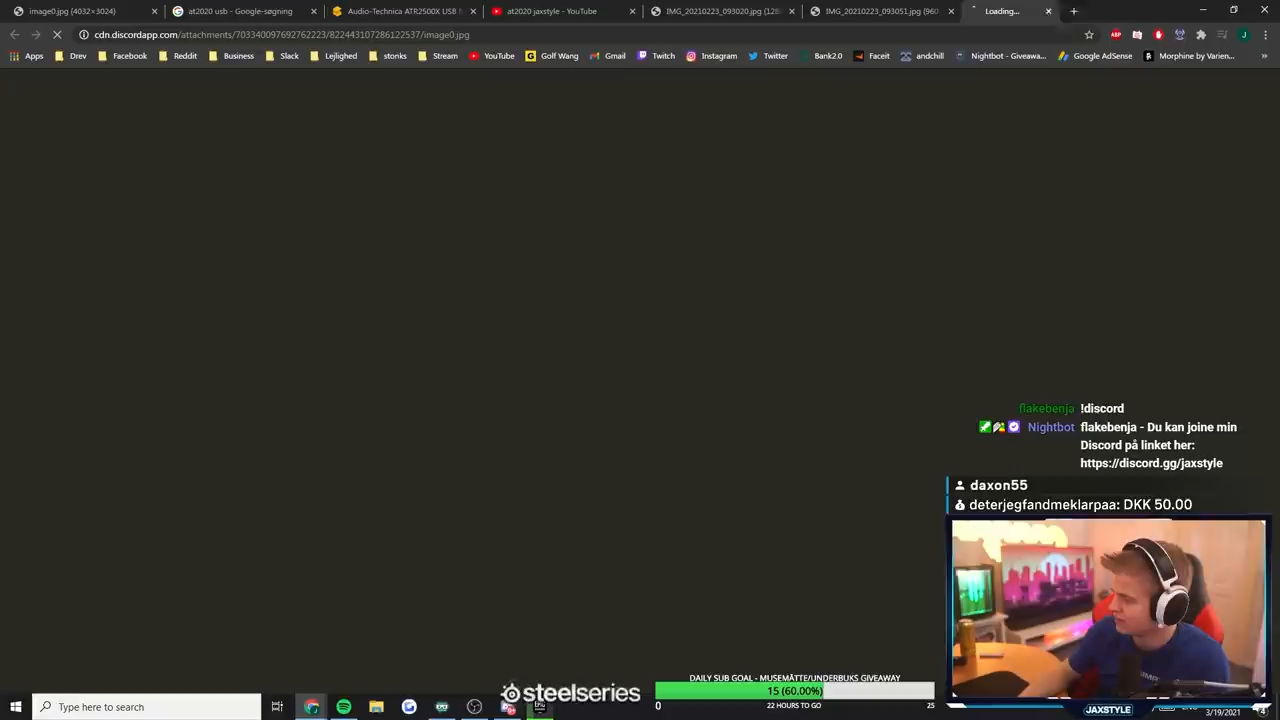 image0.jpg (4032×3024)
at2020 usb - Google-søgning
Audio-Technica ATR2500X USB
at2020 jaxstyle - YouTube
IMG_20210223_093020.jpg (128
IMG_20210223_093051.jpg (960
Loading...
cdn.discordapp.com/attachments/703340097692762223/822443107286122537/image0.jpg
Apps
Drev
Facebook
Reddit
Business
Slack
Lejlighed
stonks
Stream
YouTube
Golf Wang
Gmail
Twitch
Instagram
Twitter
Bank2.0
Faceit
andchill
Nightbot - Giveawa...
Google AdSense
Morphine by Varien...
flakebenja !discord
Nightbot flakebenja - Du kan joine min
Discord på linket her:
https://discord.gg/jaxstyle
daxon55
deterjegfandmeklarpaa: DKK 50.00
DAILY SUB GOAL - MUSEMÅTTE/UNDERBUKS GIVEAWAY
15 (60.00%)
0
22 HOURS TO GO
25
steelseries
Type here to search
JAXSTYLE
3/19/2021